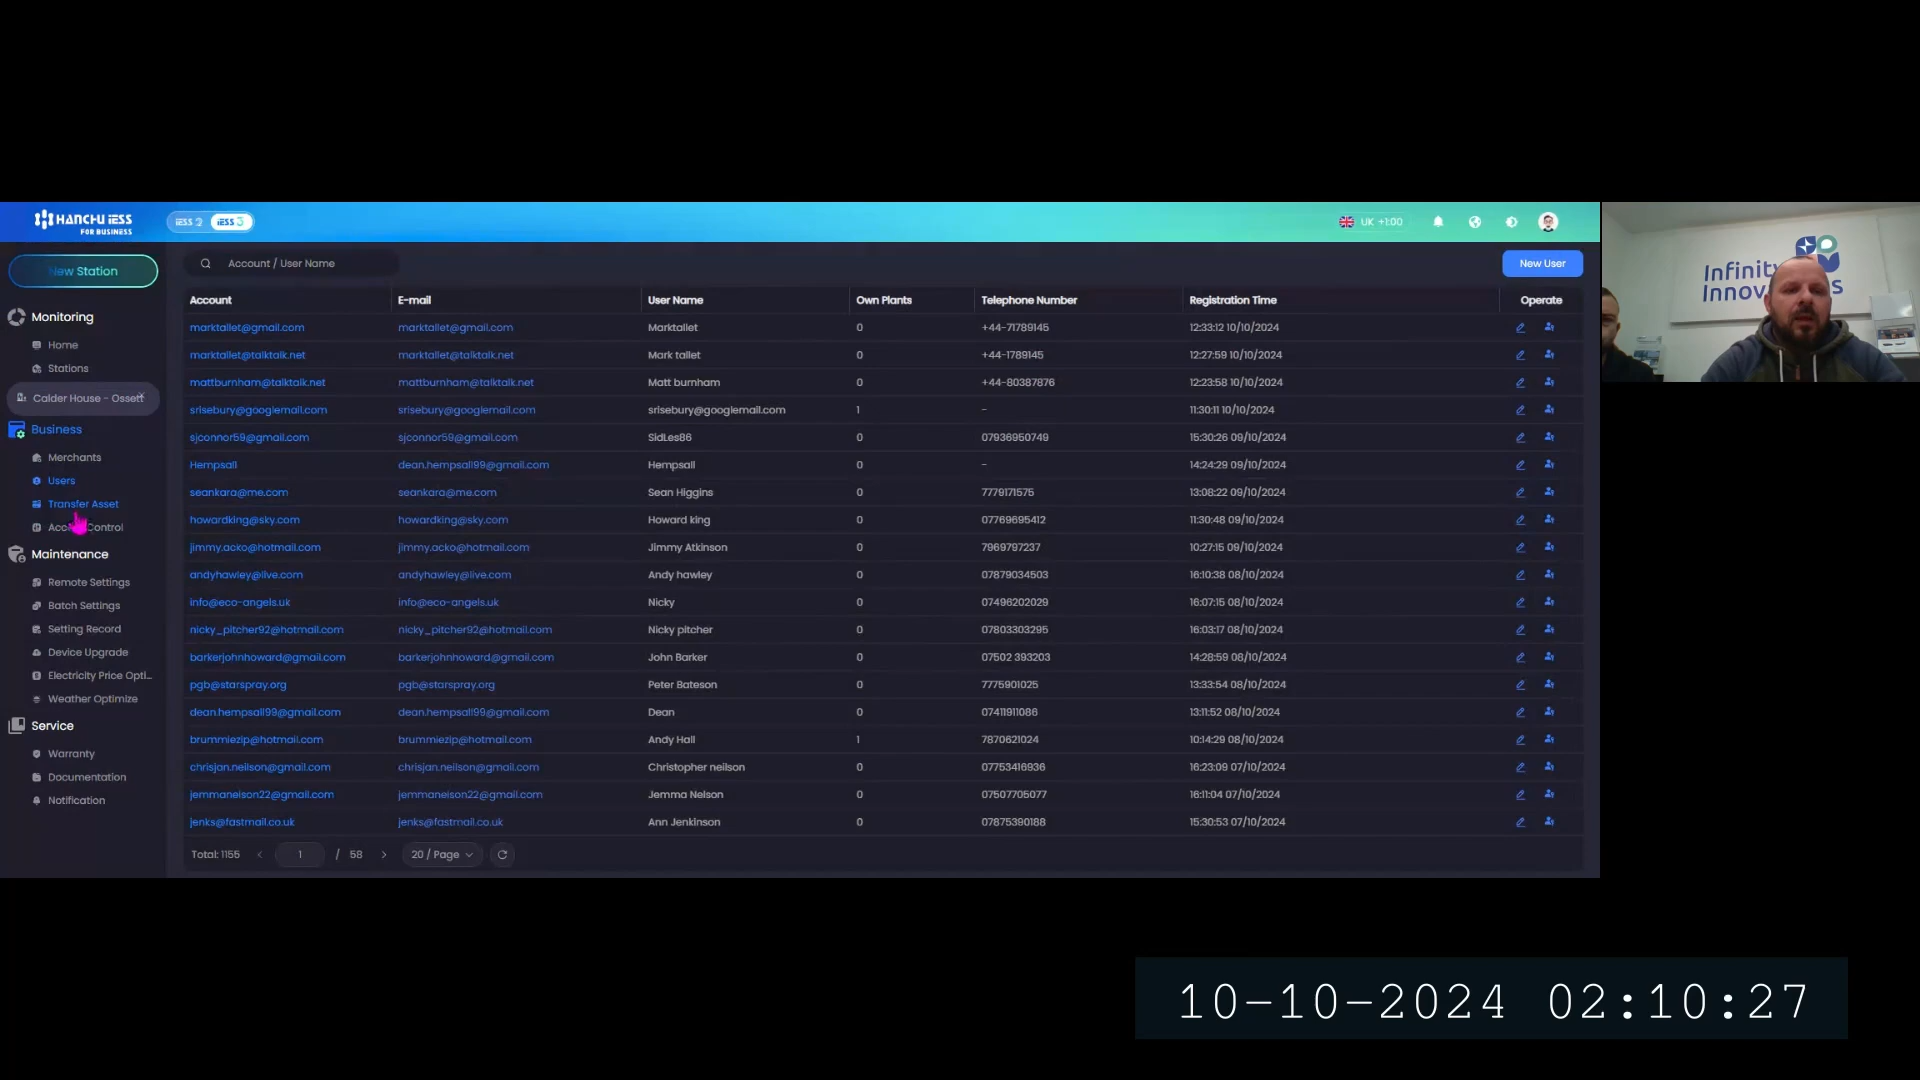 HANCHU iESS
FOR BUSINESS
iESS 2 iESS 3
UK +1:00
New Station
Account / User Name
New User
Monitoring
Home
Stations
Calder House - Ossett
Business
Merchants
Users
Transfer Asset
Control
Maintenance
Remote Settings
Batch Settings
Setting Record
Device Upgrade
Electricity Price Opti...
Weather Optimize
Service
Warranty
Documentation
Notification
Account E-mail User Name Own Plants Telephone Number Registration Time Operate
marktallet@gmail.com marktallet@gmail.com Marktallet 0 +44-71789145 12:33:12 10/10/2024
marktallet@talktalk.net marktallet@talktalk.net Mark tallet 0 +44-1789145 12:27:59 10/10/2024
mattburnham@talktalk.net mattburnham@talktalk.net Matt burnham 0 +44-80387876 12:23:58 10/10/2024
srisebury@googlemail.com srisebury@googlemail.com srisebury@googlemail.com 1 - 11:30:11 10/10/2024
sjconnor59@gmail.com sjconnor59@gmail.com SidLes86 0 07936950749 15:30:26 09/10/2024
Hempsall dean.hempsall99@gmail.com Hempsall 0 - 14:24:29 09/10/2024
seankara@me.com seankara@me.com Sean Higgins 0 7779171575 13:08:22 09/10/2024
howardking@sky.com howardking@sky.com Howard king 0 07769695412 11:30:48 09/10/2024
jimmy.acko@hotmail.com jimmy.acko@hotmail.com Jimmy Atkinson 0 7969797237 10:27:15 09/10/2024
andyhawley@live.com andyhawley@live.com Andy hawley 0 07879034503 16:10:38 08/10/2024
info@eco-angels.uk info@eco-angels.uk Nicky 0 07496202029 16:07:15 08/10/2024
nicky_pitcher92@hotmail.com nicky_pitcher92@hotmail.com Nicky pitcher 0 07803303295 16:03:17 08/10/2024
barkerjohnhoward@gmail.com barkerjohnhoward@gmail.com John Barker 0 07502 393203 14:28:59 08/10/2024
pgb@starspray.org pgb@starspray.org Peter Bateson 0 7775901025 13:33:54 08/10/2024
dean.hempsall99@gmail.com dean.hempsall99@gmail.com Dean 0 07411911086 13:11:52 08/10/2024
brummiezip@hotmail.com brummiezip@hotmail.com Andy Hall 1 7870621024 10:14:29 08/10/2024
chrisjan.neilson@gmail.com chrisjan.neilson@gmail.com Christopher neilson 0 07753416936 16:23:09 07/10/2024
jemmanelson22@gmail.com jemmanelson22@gmail.com Jemma Nelson 0 07507705077 16:11:04 07/10/2024
jenks@fastmail.co.uk jenks@fastmail.co.uk Ann Jenkinson 0 07875390188 15:30:53 07/10/2024
Total: 1155 < 1 / 58 > 20 / Page
Infinity
Innov s
10-10-2024 02:10:27